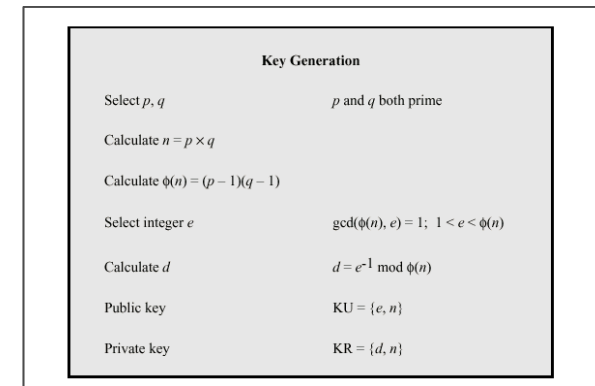 Key Generation
Select p, q p and q both prime
Calculate n = p × q
Calculate ϕ(n) = (p – 1)(q – 1)
Select integer e gcd(ϕ(n), e) = 1; 1 < e < ϕ(n)
Calculate d d = e-1 mod ϕ(n)
Public key KU = {e, n}
Private key KR = {d, n}